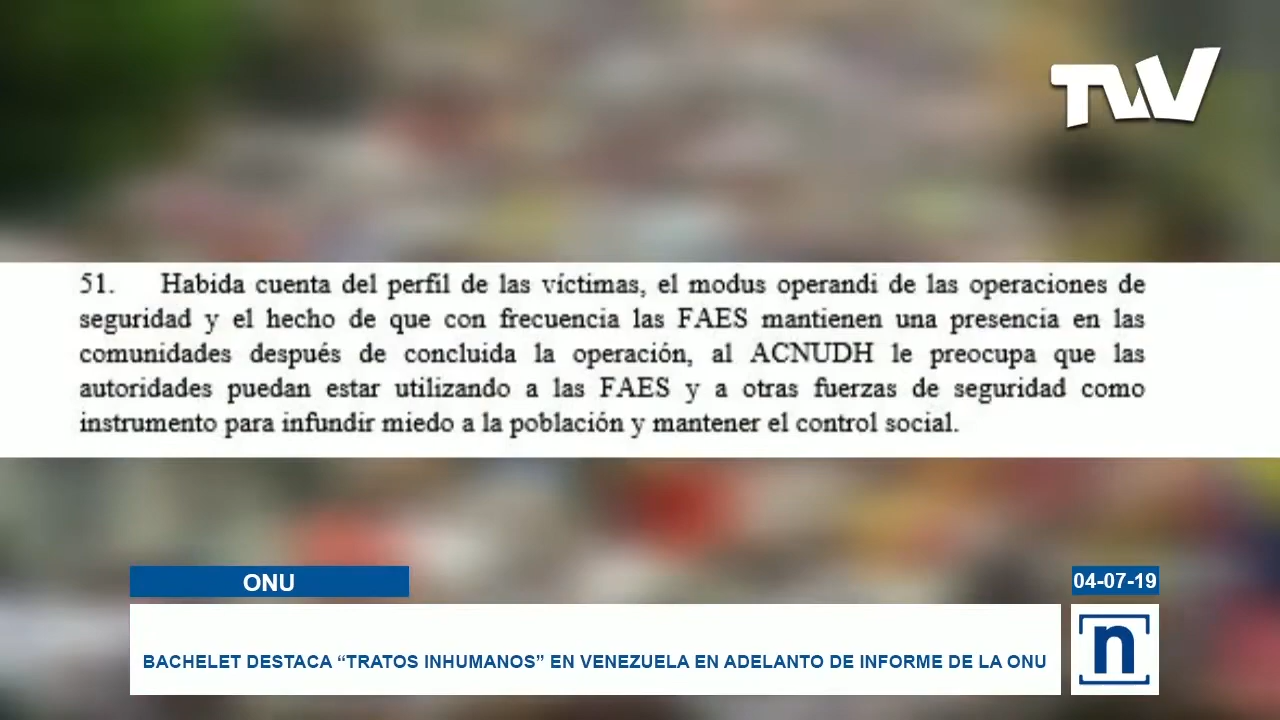 TVV
51. Habida cuenta del perfil de las víctimas, el modus operandi de las operaciones de
seguridad y el hecho de que con frecuencia las FAES mantienen una presencia en las
comunidades después de concluida la operación, al ACNUDH le preocupa que las
autoridades puedan estar utilizando a las FAES y a otras fuerzas de seguridad como
instrumento para infundir miedo a la población y mantener el control social.
ONU
04-07-19
BACHELET DESTACA “TRATOS INHUMANOS” EN VENEZUELA EN ADELANTO DE INFORME DE LA ONU
n